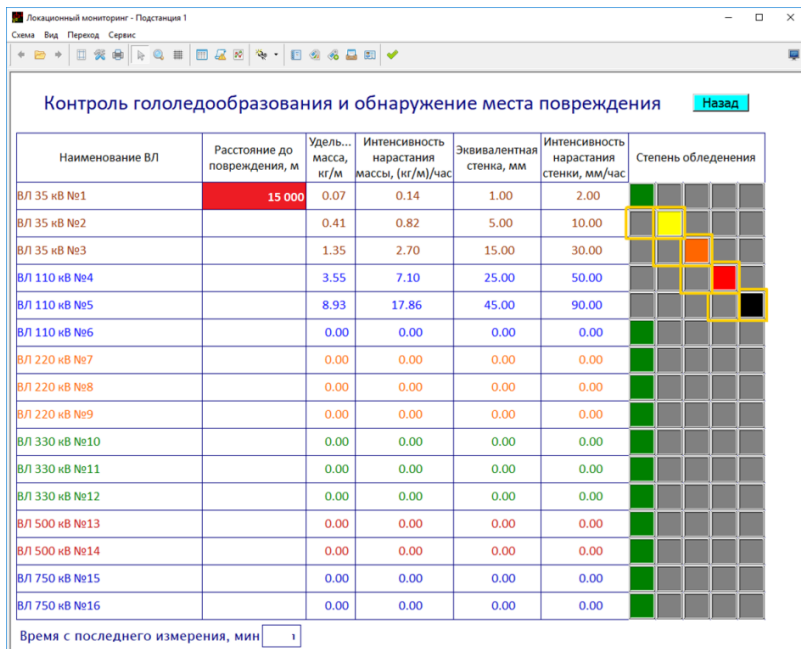 Локационный мониторинг - Подстанция 1
Схема Вид Переход Сервис
Контроль гололедообразования и обнаружение места повреждения Назад
Наименование ВЛ
Расстояние до
повреждения, м
Удель...
масса,
кг/м
Интенсивность
нарастания
массы, (кг/м)/час
Эквивалентная
стенка, мм
Интенсивность
нарастания
стенки, мм/час
Степень обледенения
ВЛ 35 кВ №1 15 000 0.07 0.14 1.00 2.00
ВЛ 35 кВ №2 0.41 0.82 5.00 10.00
ВЛ 35 кВ №3 1.35 2.70 15.00 30.00
ВЛ 110 кВ №4 3.55 7.10 25.00 50.00
ВЛ 110 кВ №5 8.93 17.86 45.00 90.00
ВЛ 110 кВ №6 0.00 0.00 0.00 0.00
ВЛ 220 кВ №7 0.00 0.00 0.00 0.00
ВЛ 220 кВ №8 0.00 0.00 0.00 0.00
ВЛ 220 кВ №9 0.00 0.00 0.00 0.00
ВЛ 330 кВ №10 0.00 0.00 0.00 0.00
ВЛ 330 кВ №11 0.00 0.00 0.00 0.00
ВЛ 330 кВ №12 0.00 0.00 0.00 0.00
ВЛ 500 кВ №13 0.00 0.00 0.00 0.00
ВЛ 500 кВ №14 0.00 0.00 0.00 0.00
ВЛ 750 кВ №15 0.00 0.00 0.00 0.00
ВЛ 750 кВ №16 0.00 0.00 0.00 0.00
Время с последнего измерения, мин 1